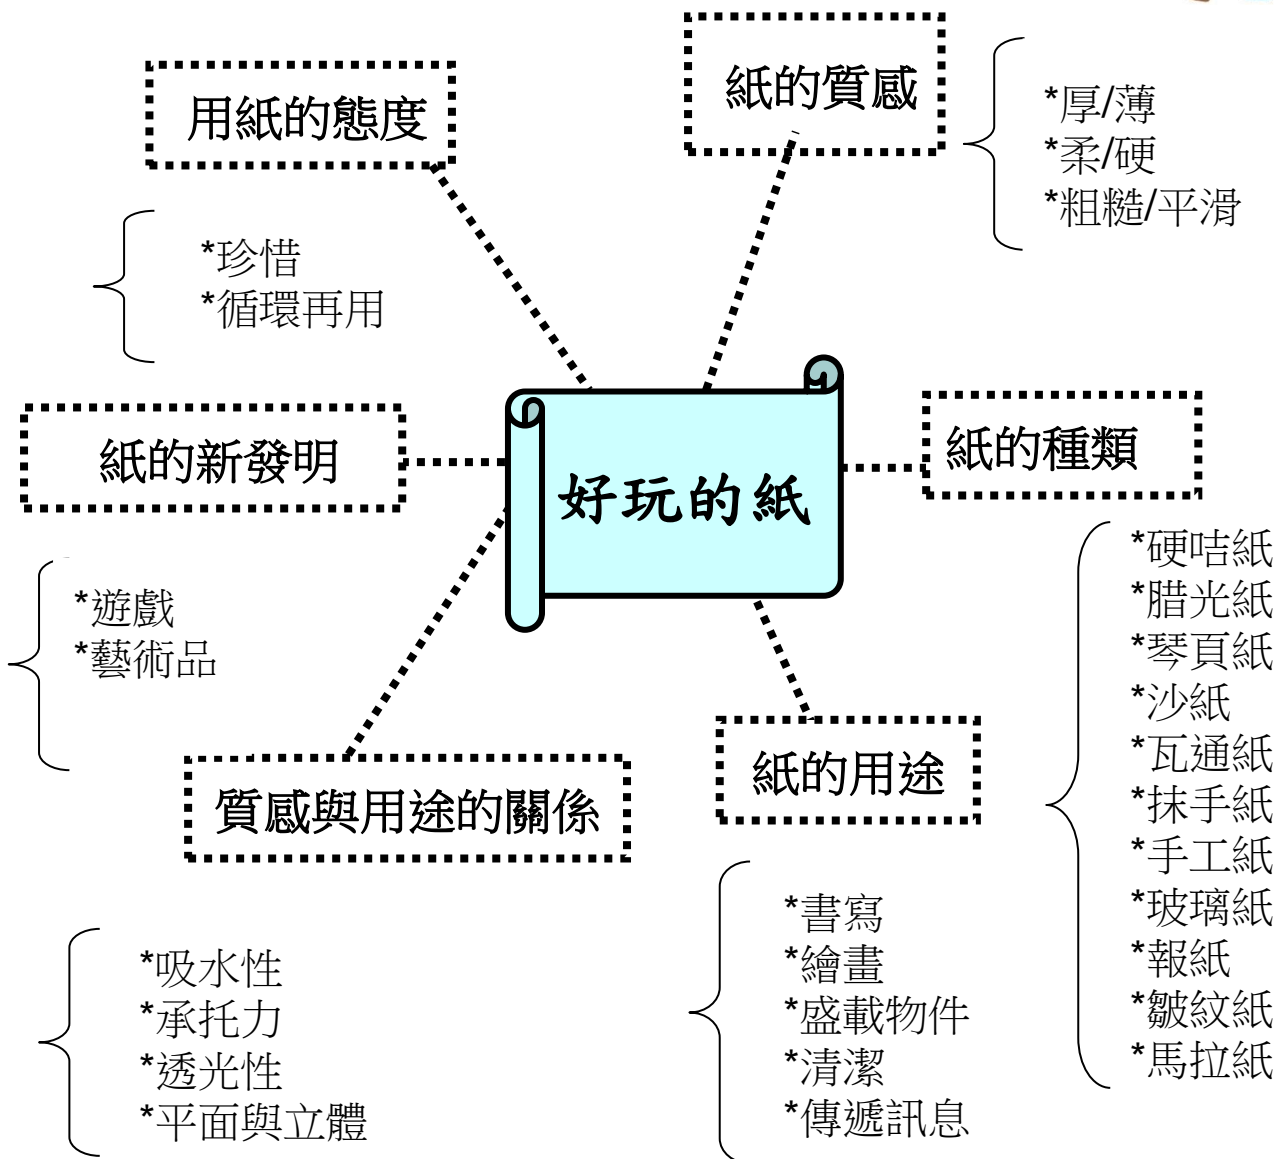 用紙的態度
*珍惜
*循環再用
紙的質感
*厚/薄
*柔/硬
*粗糙/平滑
紙的新發明
*遊戲
*藝術品
好玩的紙
紙的種類
*硬咭紙
*腊光紙
*琴頁紙
*沙紙
*瓦通紙
*抹手紙
*手工紙
*玻璃紙
*報紙
*皺紋紙
*馬拉紙
質感與用途的關係
*吸水性
*承托力
*透光性
*平面與立體
紙的用途
*書寫
*繪畫
*盛載物件
*清潔
*傳遞訊息